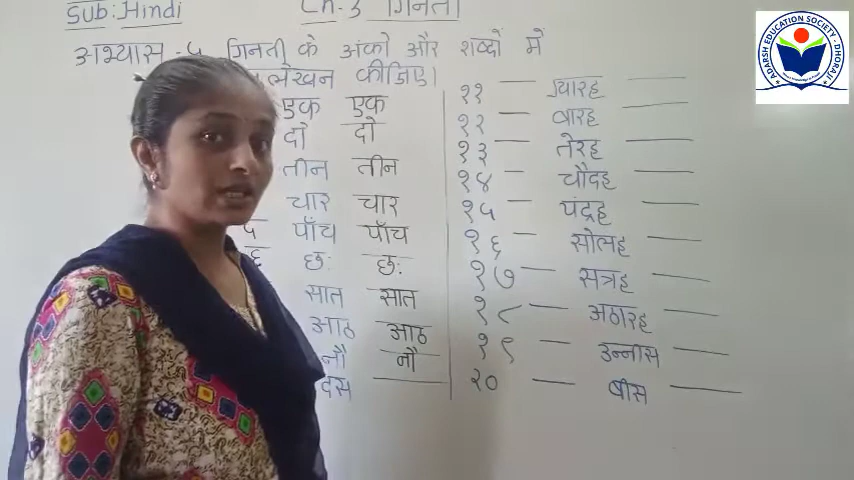 Sub: Hindi Ch-3 गिनती
अभ्यास - ५ गिनती के अंको और शब्दों में
लेखन कीजिए।
एक एक
दो दो
तीन तीन
चार चार
५ पाँच पाँच
६ छः छः
सात सात
आठ आठ
नौ नौ
दस
११ — ग्यारह
१२ — बारह
१३ — तेरह
१४ — चौदह
१५ — पंद्रह
१६ — सोलह
१७ — सत्रह
१८ — अठारह
१९ — उन्नीस
२० — बीस
ADARSH EDUCATION SOCIETY - DHORAJI